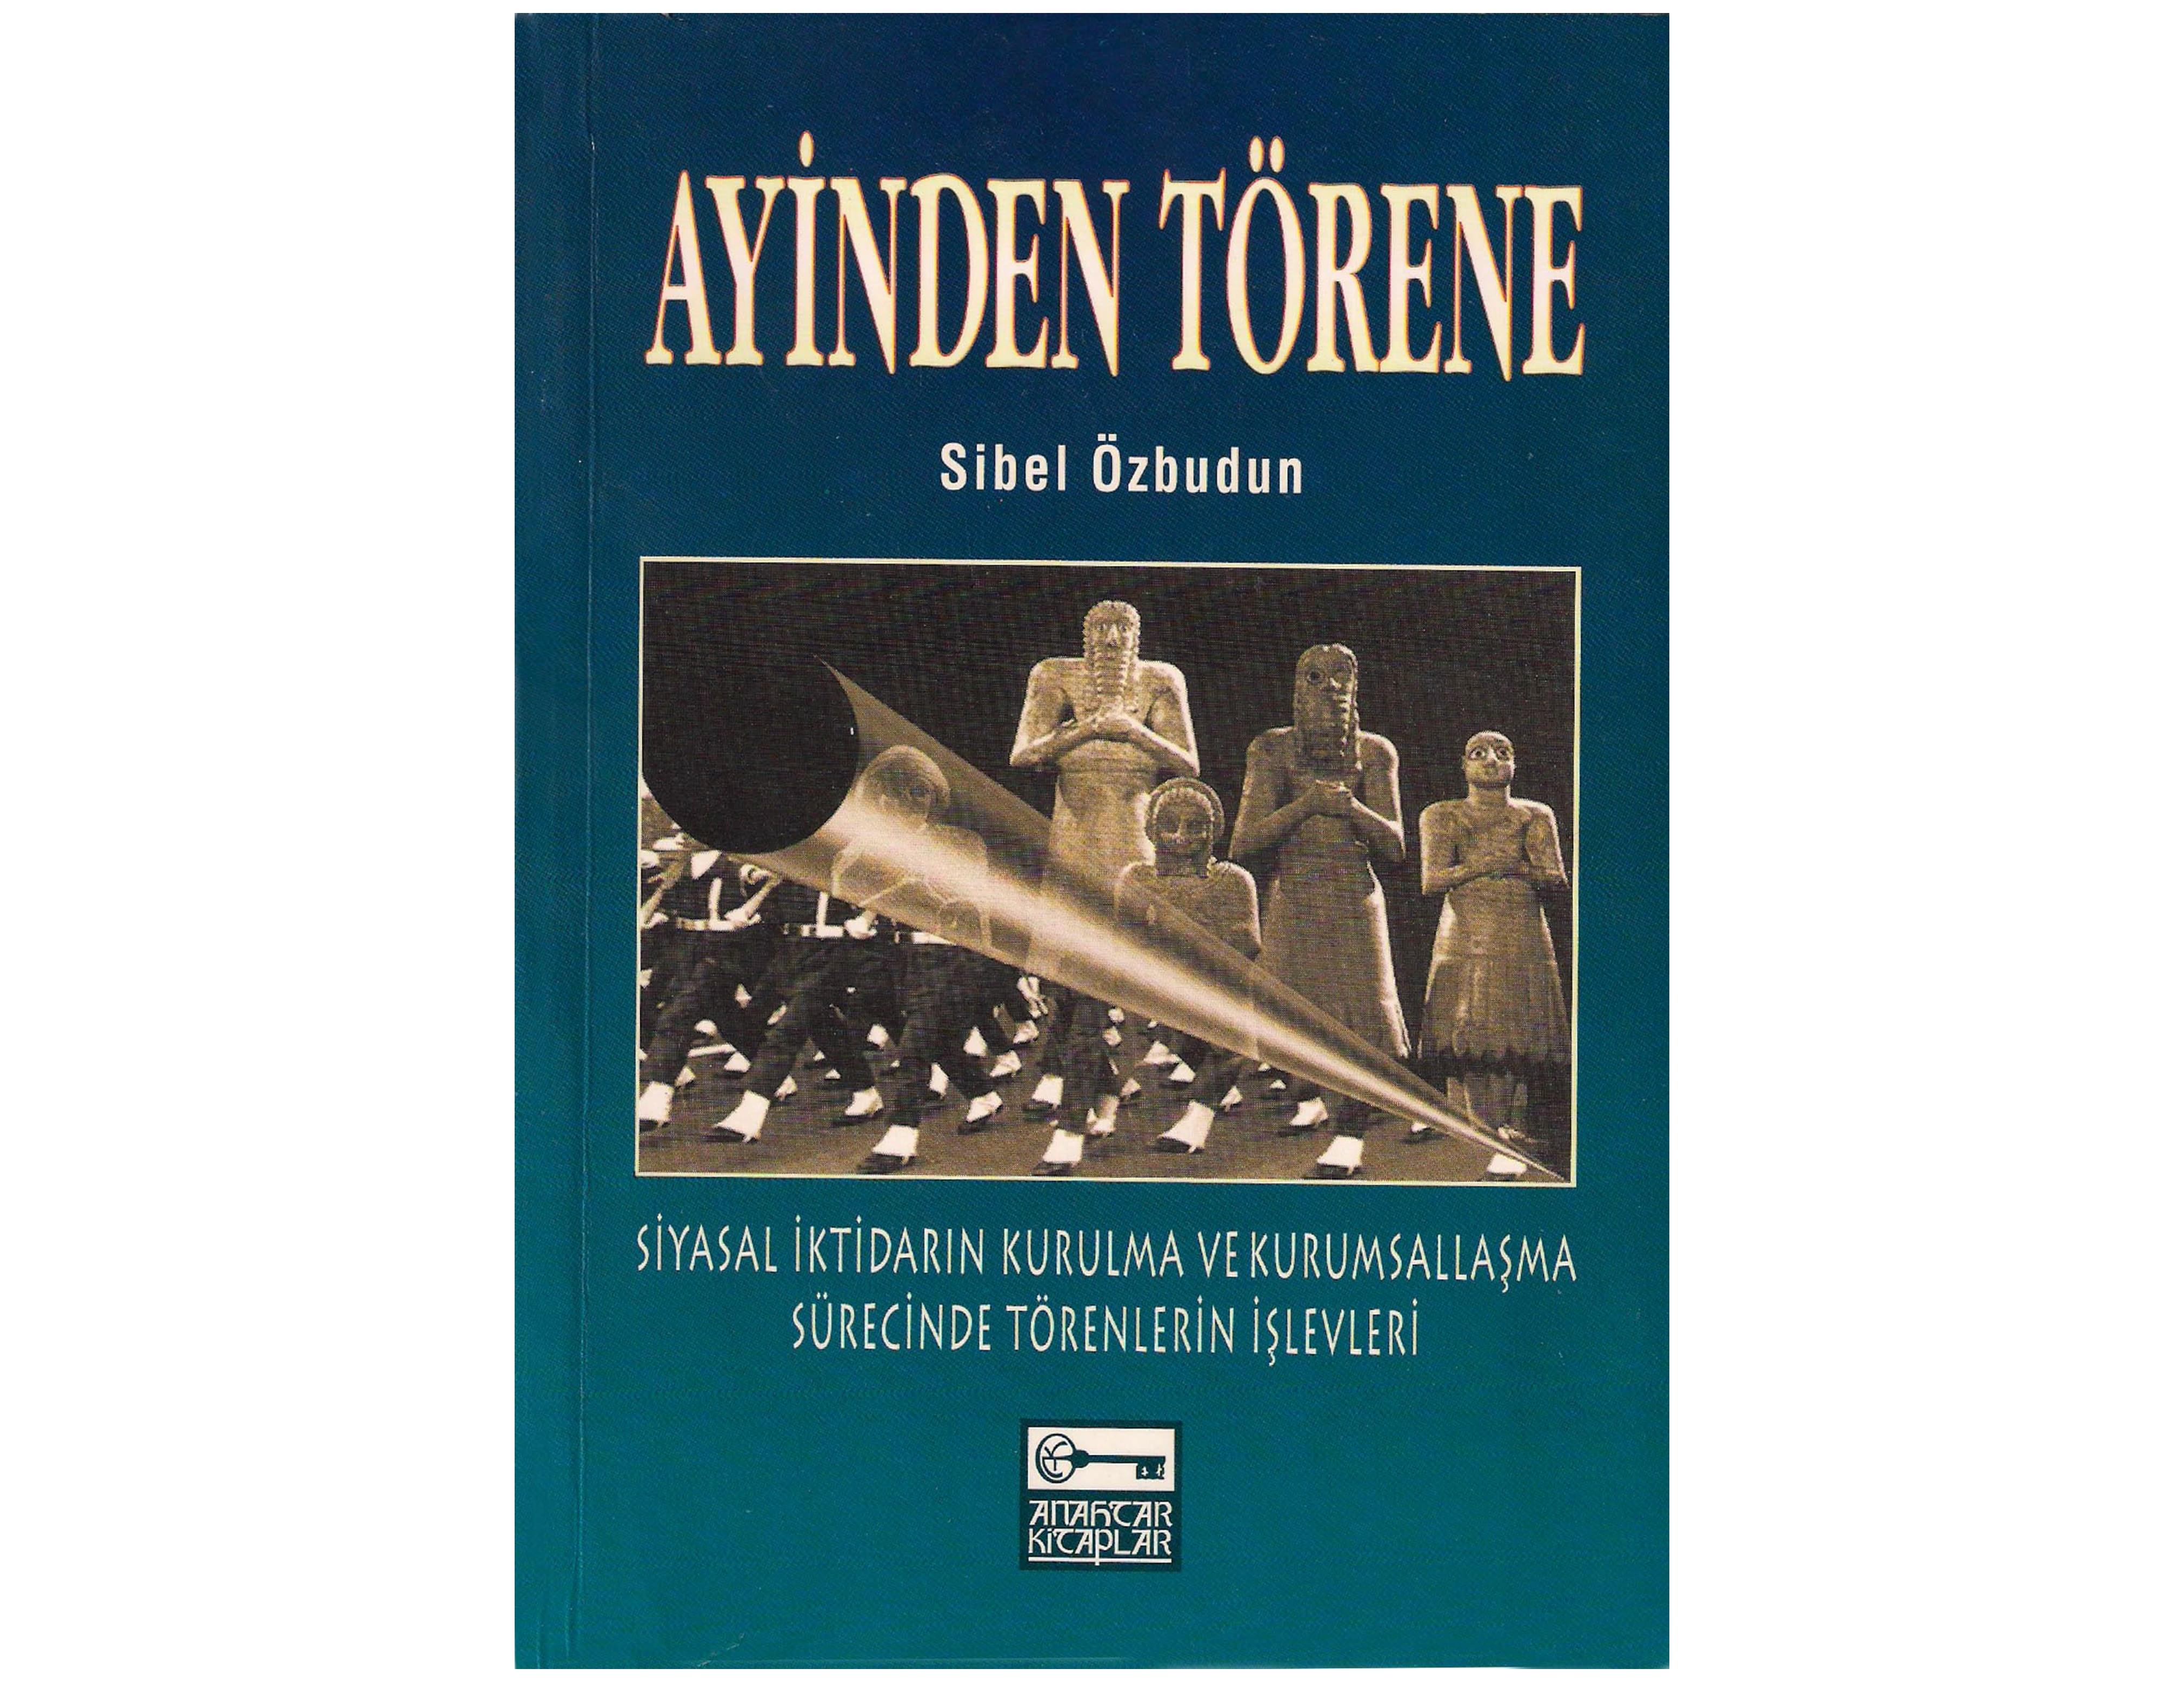 AYİNDEN TÖRENE
Sibel Özbudun
SİYASAL İKTİDARIN KURULMA VE KURUMSALLAŞMA
SÜRECİNDE TÖRENLERİN İŞLEVLERİ
ANAHTAR
KİTAPLAR